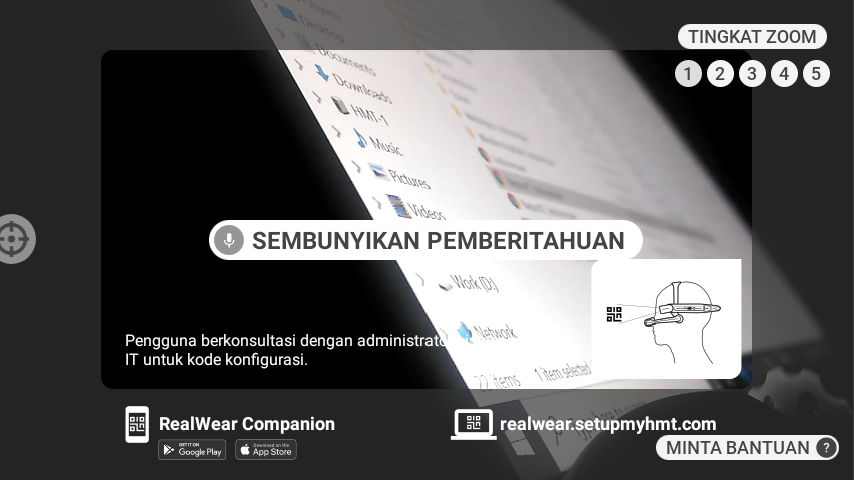 TINGKAT ZOOM
1 2 3 4 5
Documents
Downloads
HMT-1
Music
Pictures
Videos
SEMBUNYIKAN PEMBERITAHUAN
Work (D:)
Network
Pengguna berkonsultasi dengan administrato
IT untuk kode konfigurasi.
22 items 1 item selected
RealWear Companion
GET IT ON
Google Play
Download on the
App Store
realwear.setupmyhmt.com
MINTA BANTUAN ?